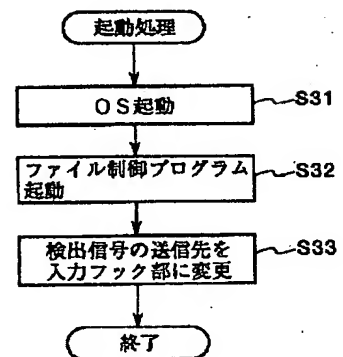 起動処理
OS起動
S31
ファイル制御プログラム
起動
S32
検出信号の送信先を
入力フック部に変更
S33
終了